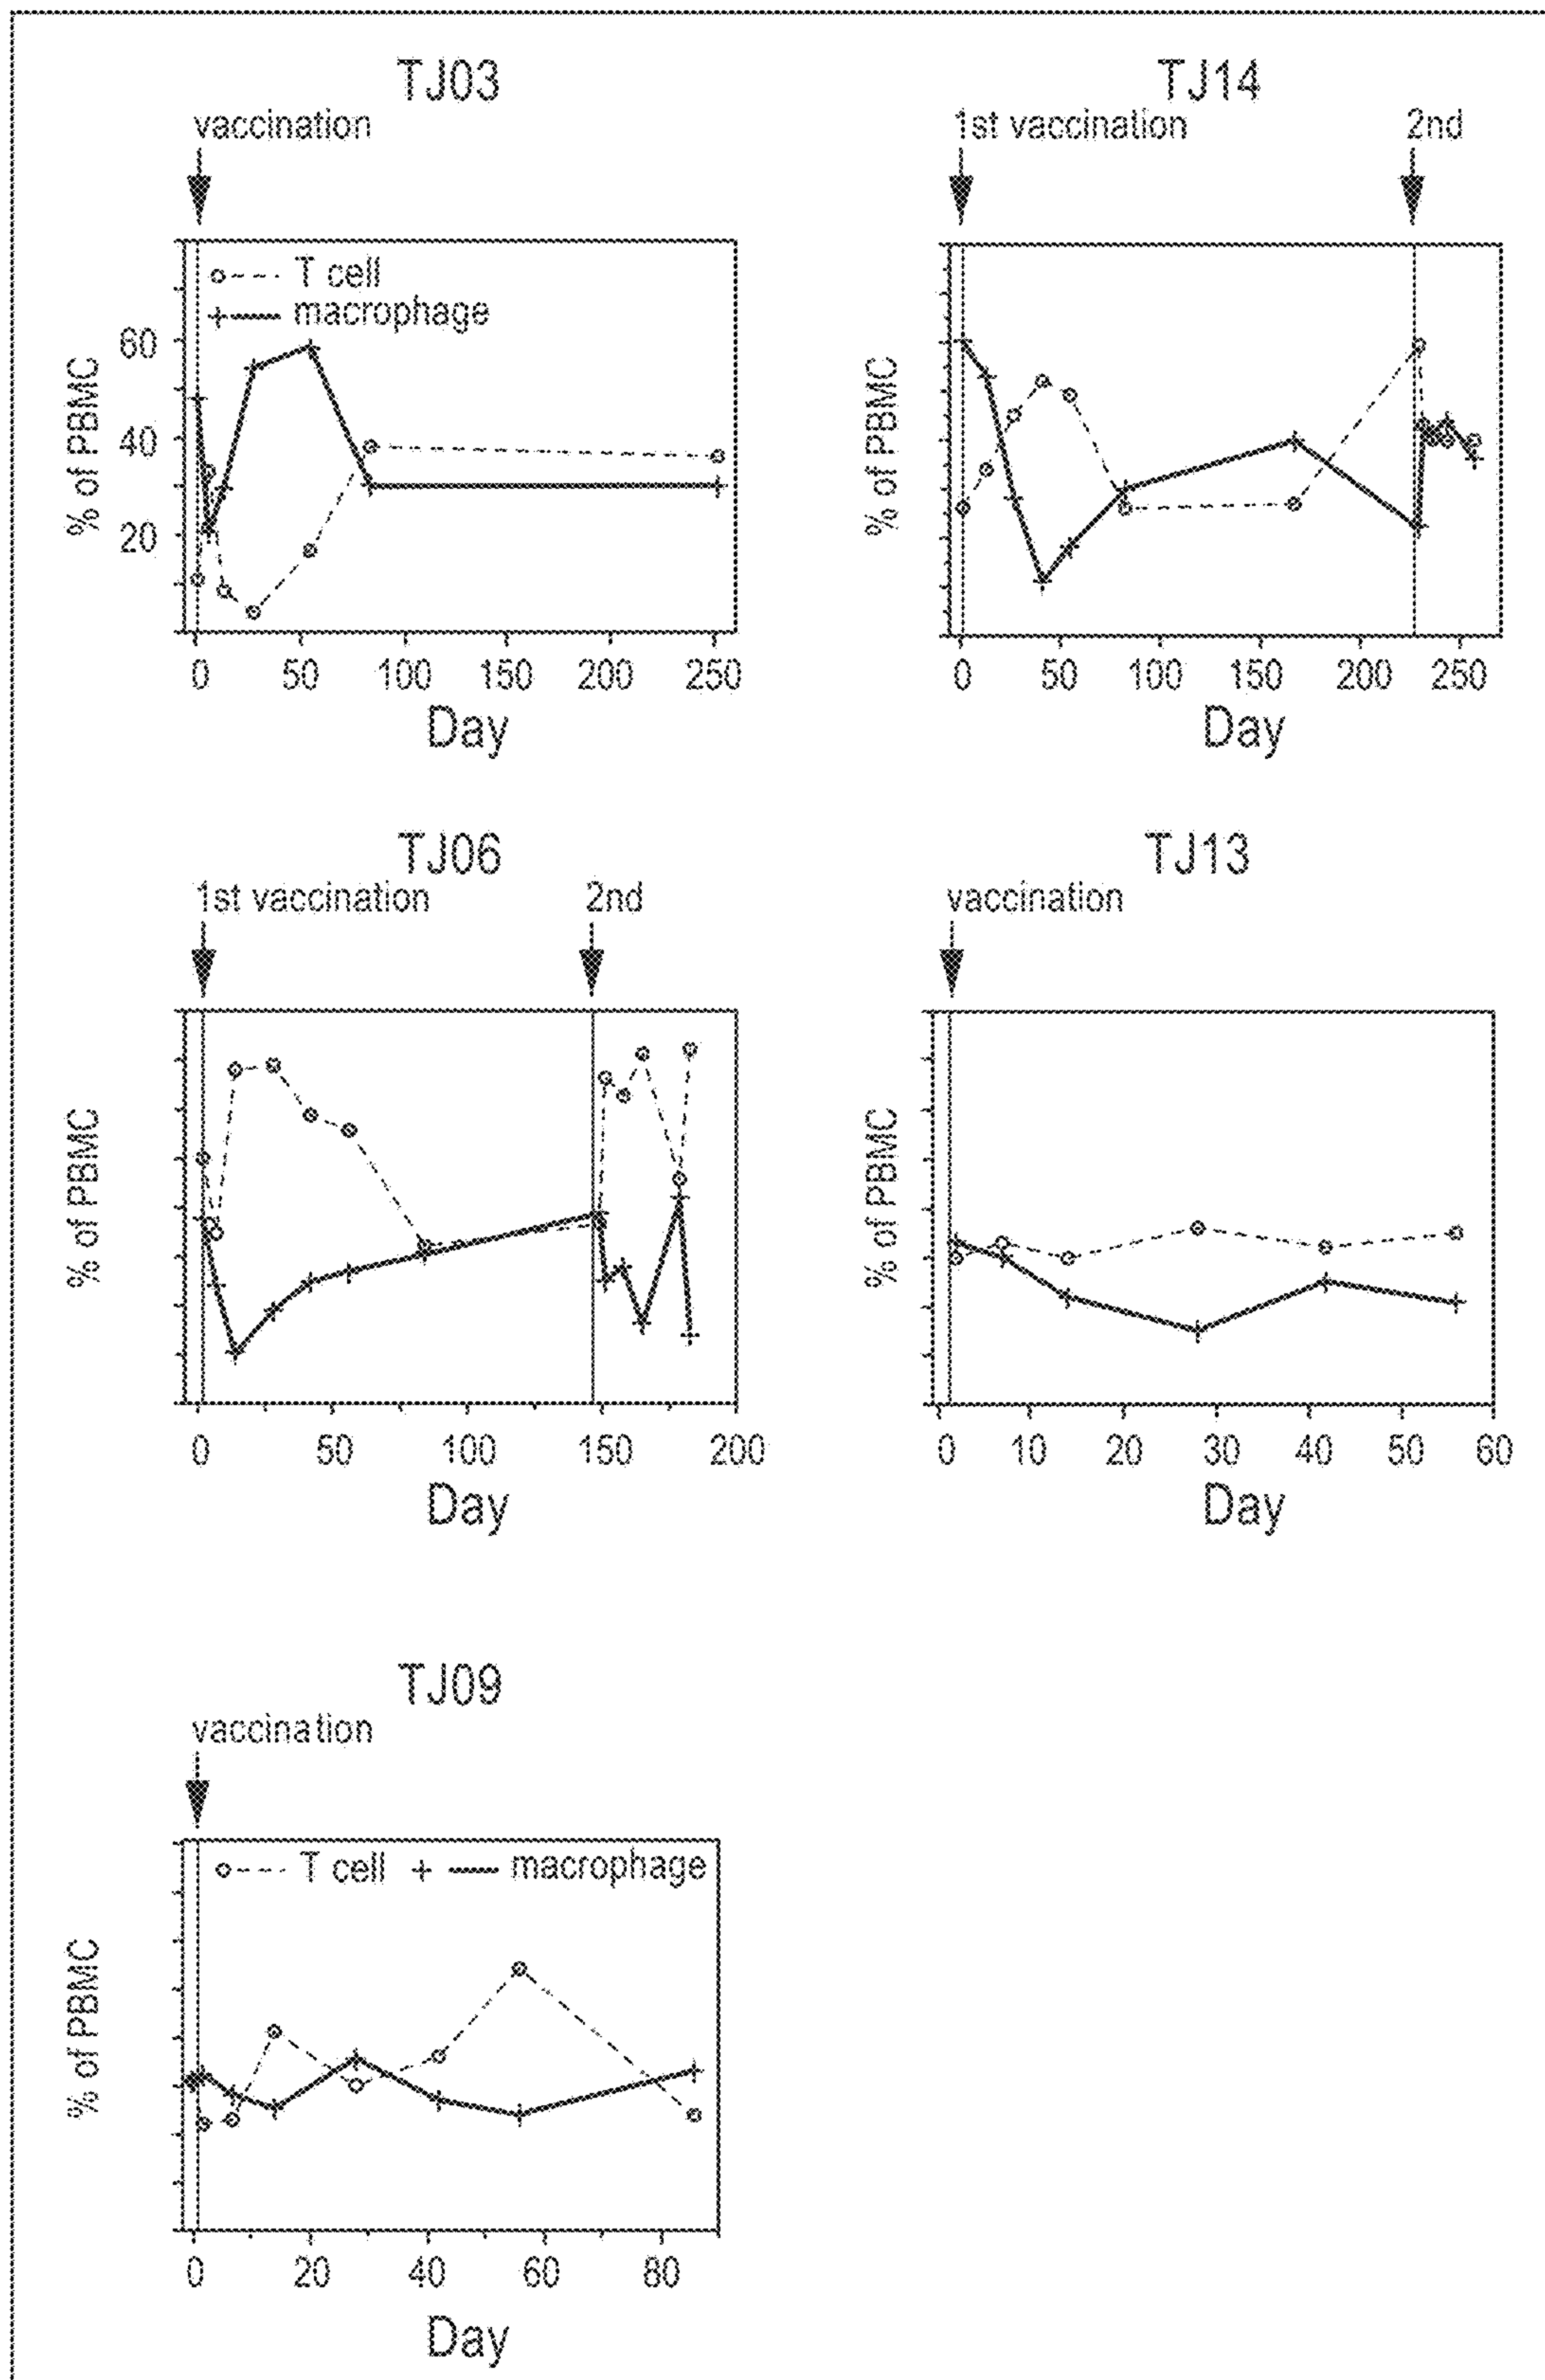 TJ03
vaccination
T cell
macrophage
% of PBMC
60
40
20
0 50 100 150 200 250
Day
TJ14
1st vaccination 2nd
% of PBMC
0 50 100 150 200 250
Day
TJ06
1st vaccination 2nd
% of PBMC
0 50 100 150 200
Day
TJ13
vaccination
% of PBMC
0 10 20 30 40 50 60
Day
TJ09
vaccination
T cell macrophage
% of PBMC
0 20 40 60 80
Day